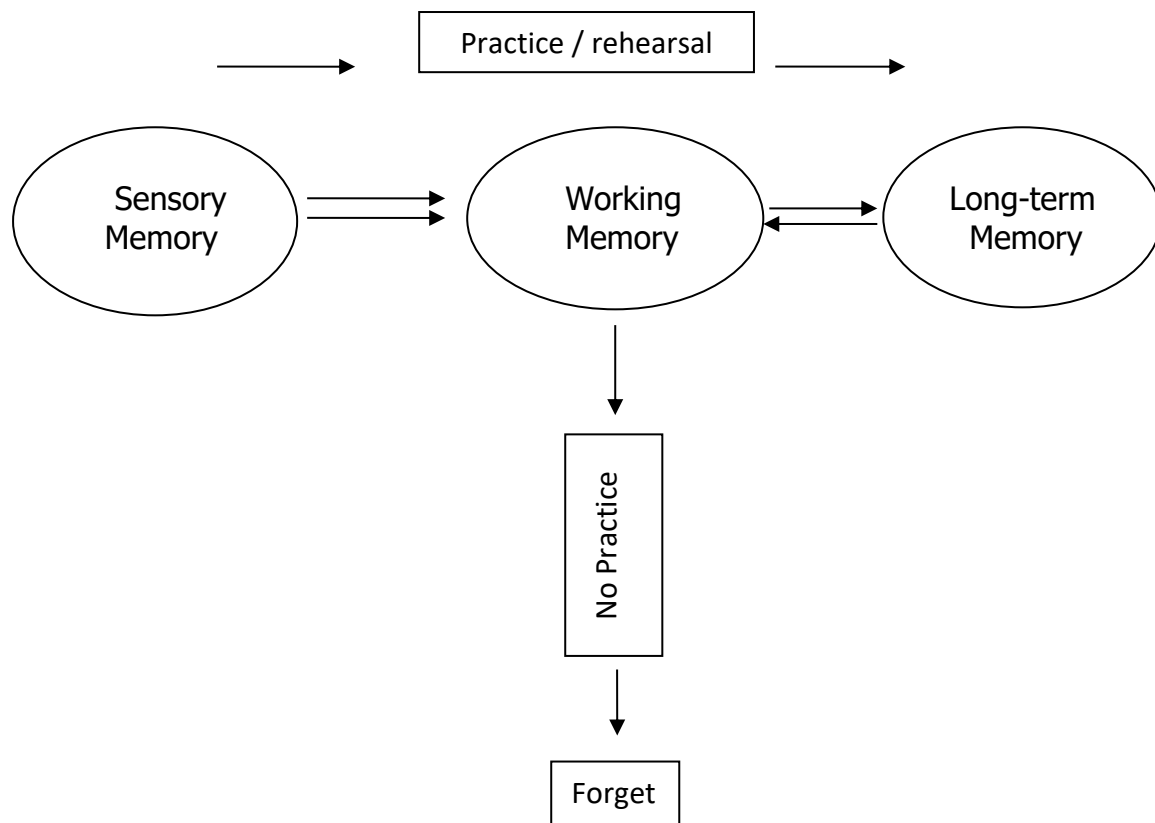 Practice / rehearsal
Sensory
Memory
Working
Memory
Long-term
Memory
No Practice
Forget